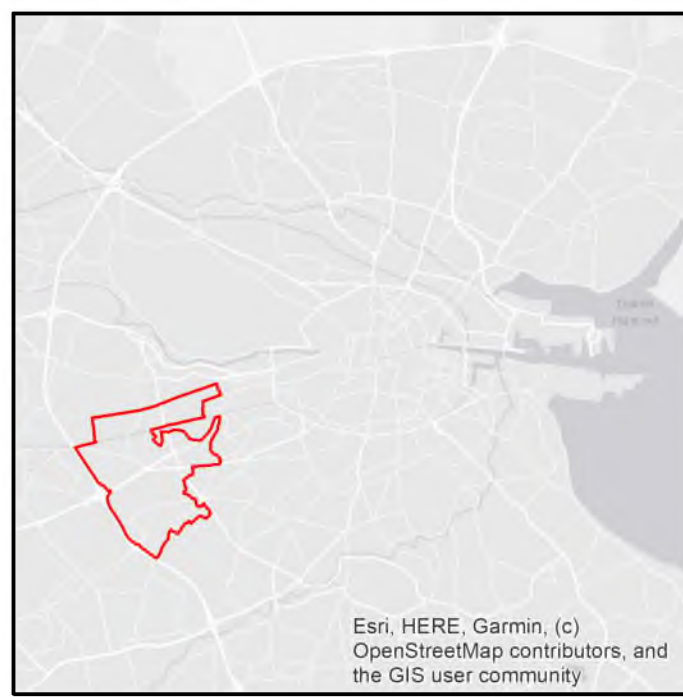 Esri, HERE, Garmin, (c)
OpenStreetMap contributors, and
the GIS user community